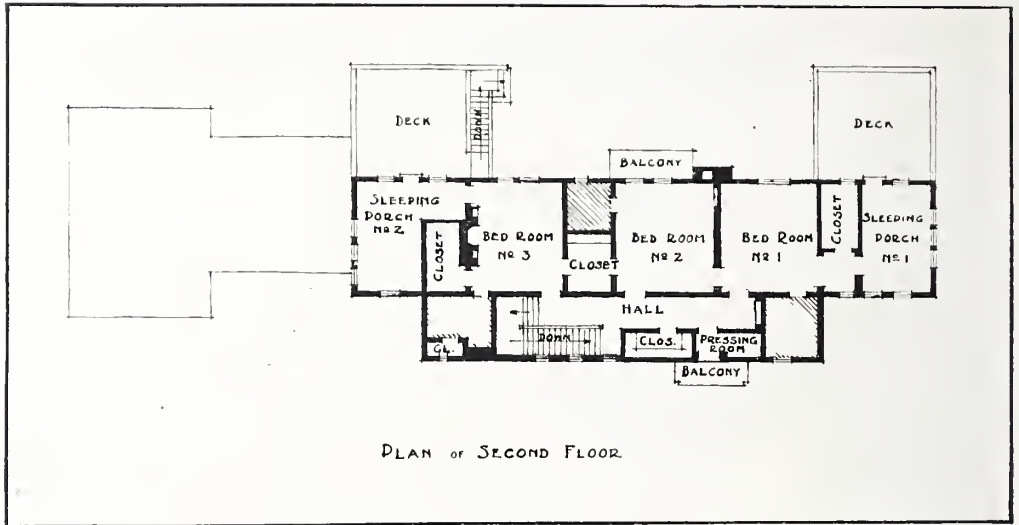 DECK
DOWN
DECK
BALCONY
SLEEPING
PORCH
Nº 2
CLOSET
BED ROOM
Nº 3
CLOSET
BED ROOM
Nº 2
BED ROOM
Nº 1
CLOSET
SLEEPING
PORCH
Nº 1
HALL
CL.
DOWN
CLOS.
PRESSING
ROOM
BALCONY
PLAN OF SECOND FLOOR